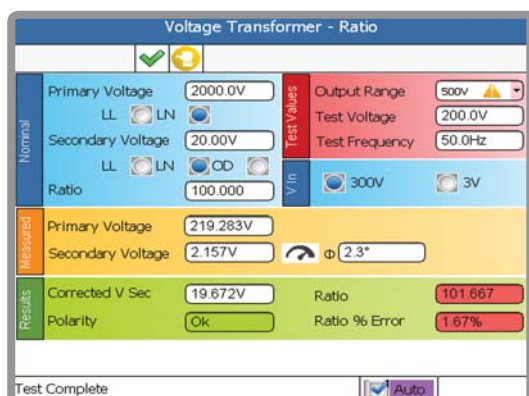 Voltage Transformer - Ratio
Nominal
Primary Voltage 2000.0V
LL LN
Secondary Voltage 20.00V
LL LN OD
Ratio 100.000
Test Values
Output Range 500V
Test Voltage 200.0V
Test Frequency 50.0Hz
V In
300V 3V
Measured
Primary Voltage 219.283V
Secondary Voltage 2.157V Φ 2.3°
Results
Corrected V Sec 19.672V
Polarity Ok
Ratio 101.667
Ratio % Error 1.67%
Test Complete
Auto